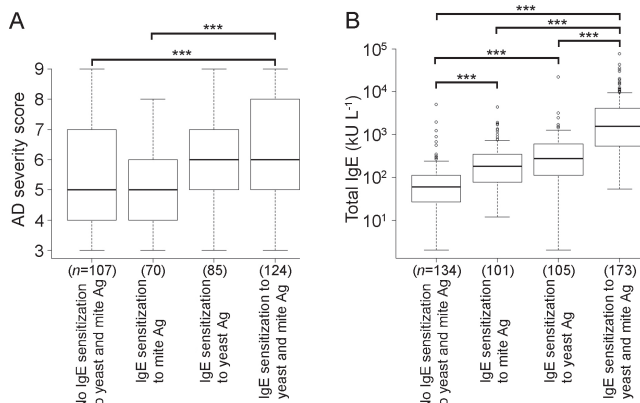 A
***
***
AD severity score
9
8
7
6
5
4
3
(n=107)
(70)
(85)
(124)
No IgE sensitization
to yeast and mite Ag
IgE sensitization
to mite Ag
IgE sensitization
to yeast Ag
IgE sensitization to
yeast and mite Ag
B
***
***
***
***
***
Total IgE (kU L-1)
10^5
10^4
10^3
10^2
10^1
(n=134)
(101)
(105)
(173)
No IgE sensitization
to yeast and mite Ag
IgE sensitization
to mite Ag
IgE sensitization
to yeast Ag
IgE sensitization to
yeast and mite Ag